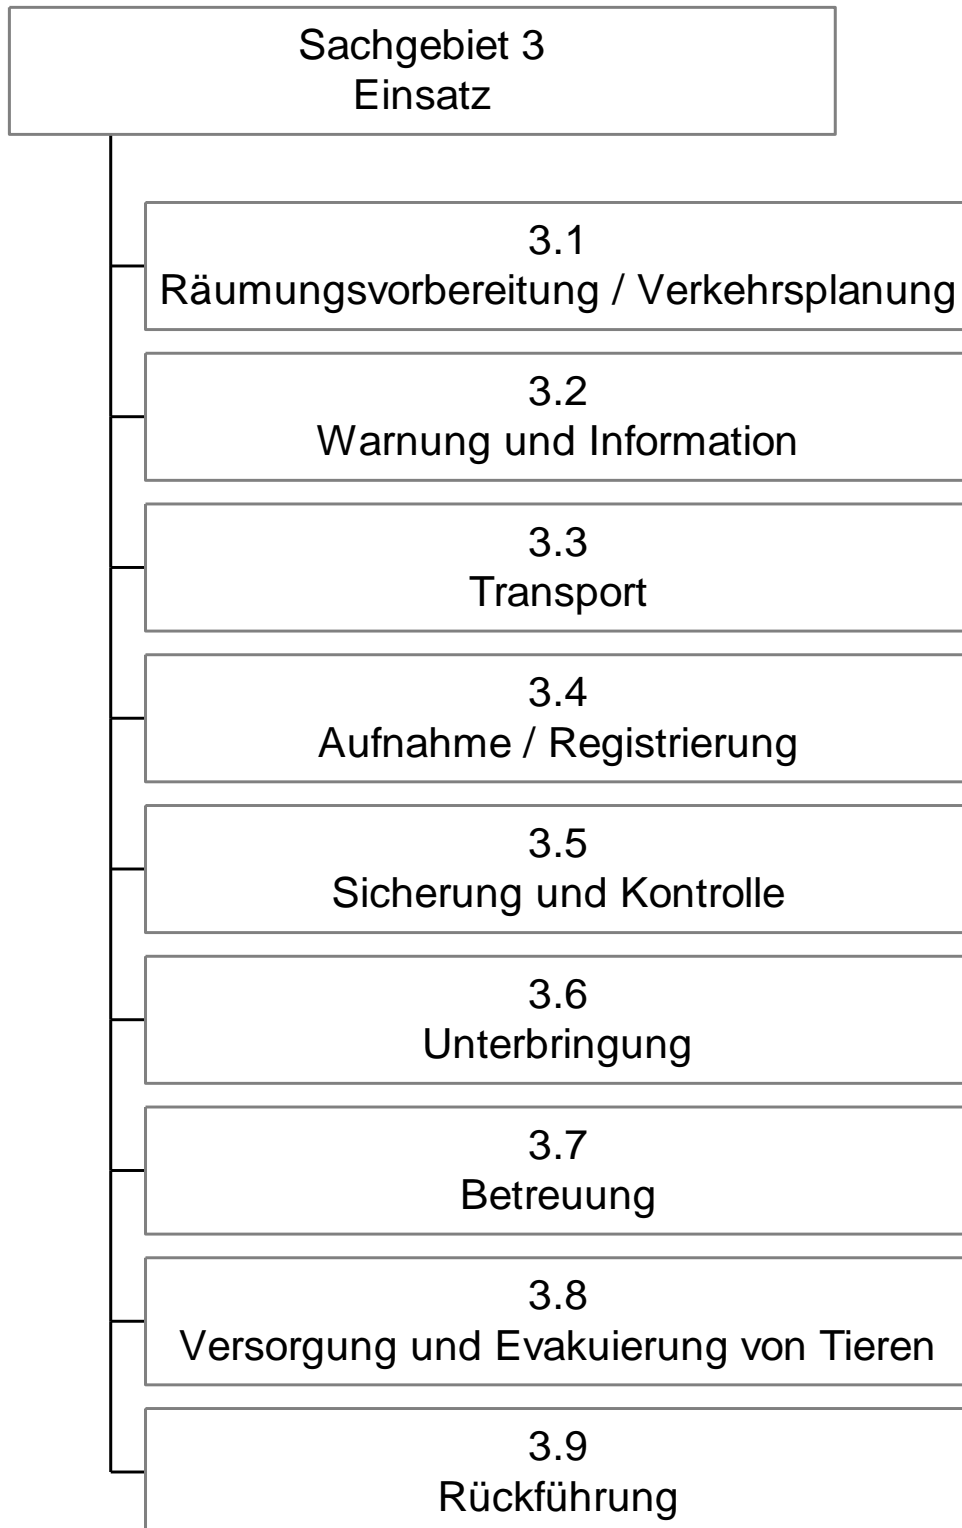 Sachgebiet 3
Einsatz
3.1
Räumungsvorbereitung / Verkehrsplanung
3.2
Warnung und Information
3.3
Transport
3.4
Aufnahme / Registrierung
3.5
Sicherung und Kontrolle
3.6
Unterbringung
3.7
Betreuung
3.8
Versorgung und Evakuierung von Tieren
3.9
Rückführung